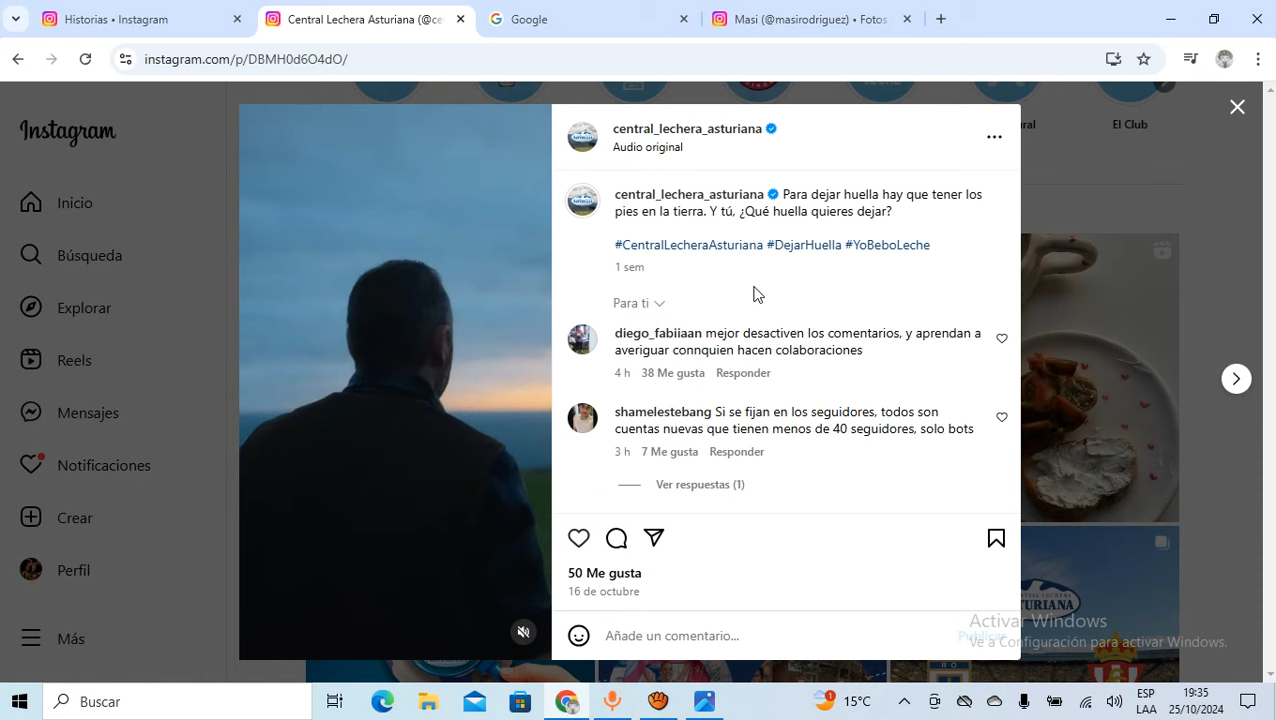 Historias • Instagram
Central Lechera Asturiana (@ce
Google
Masi (@masirodriguez) • Fotos
instagram.com/p/DBMH0d6O4dO/
Instagram
Inicio
Búsqueda
Explorar
Reels
Mensajes
Notificaciones
Crear
Perfil
Más
ural
El Club
central_lechera_asturiana
Audio original
central_lechera_asturiana Para dejar huella hay que tener los
pies en la tierra. Y tú, ¿Qué huella quieres dejar?
#CentralLecheraAsturiana #DejarHuella #YoBeboLeche
1 sem
Para ti
diego_fabiiaan mejor desactiven los comentarios, y aprendan a
averiguar connquien hacen colaboraciones
4 h 38 Me gusta Responder
shamelestebang Si se fijan en los seguidores, todos son
cuentas nuevas que tienen menos de 40 seguidores, solo bots
3 h 7 Me gusta Responder
Ver respuestas (1)
50 Me gusta
16 de octubre
Añade un comentario...
Publicar
Activar Windows
Ve a Configuración para activar Windows.
Buscar
1
15°C
ESP
LAA
19:35
25/10/2024